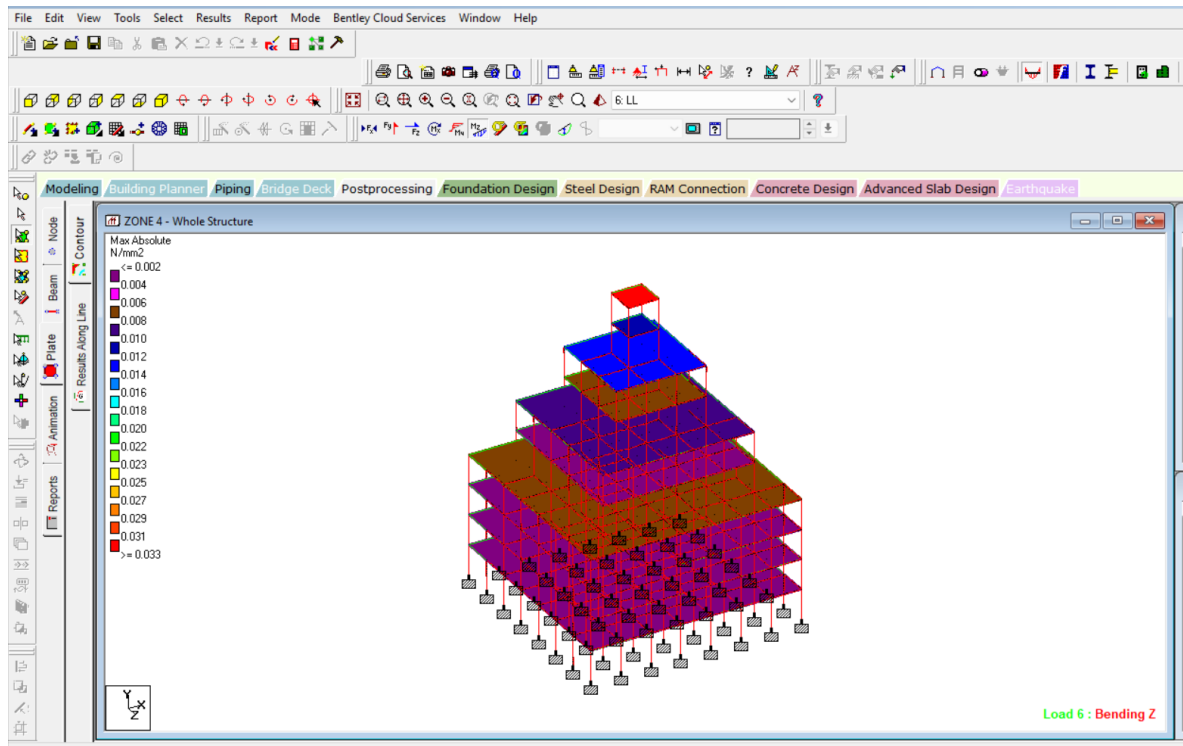 File Edit View Tools Select Results Report Mode Bentley Cloud Services Window Help
6: LL
Modeling Building Planner Piping Bridge Deck Postprocessing Foundation Design Steel Design RAM Connection Concrete Design Advanced Slab Design Earthquake
Node
Beam
Plate
Animation
Reports
Contour
Results Along Line
ZONE 4 - Whole Structure
Max Absolute
N/mm2
<= 0.002
0.004
0.006
0.008
0.010
0.012
0.014
0.016
0.018
0.020
0.022
0.023
0.025
0.027
0.029
0.031
>= 0.033
Y
X
Z
Load 6 : Bending Z